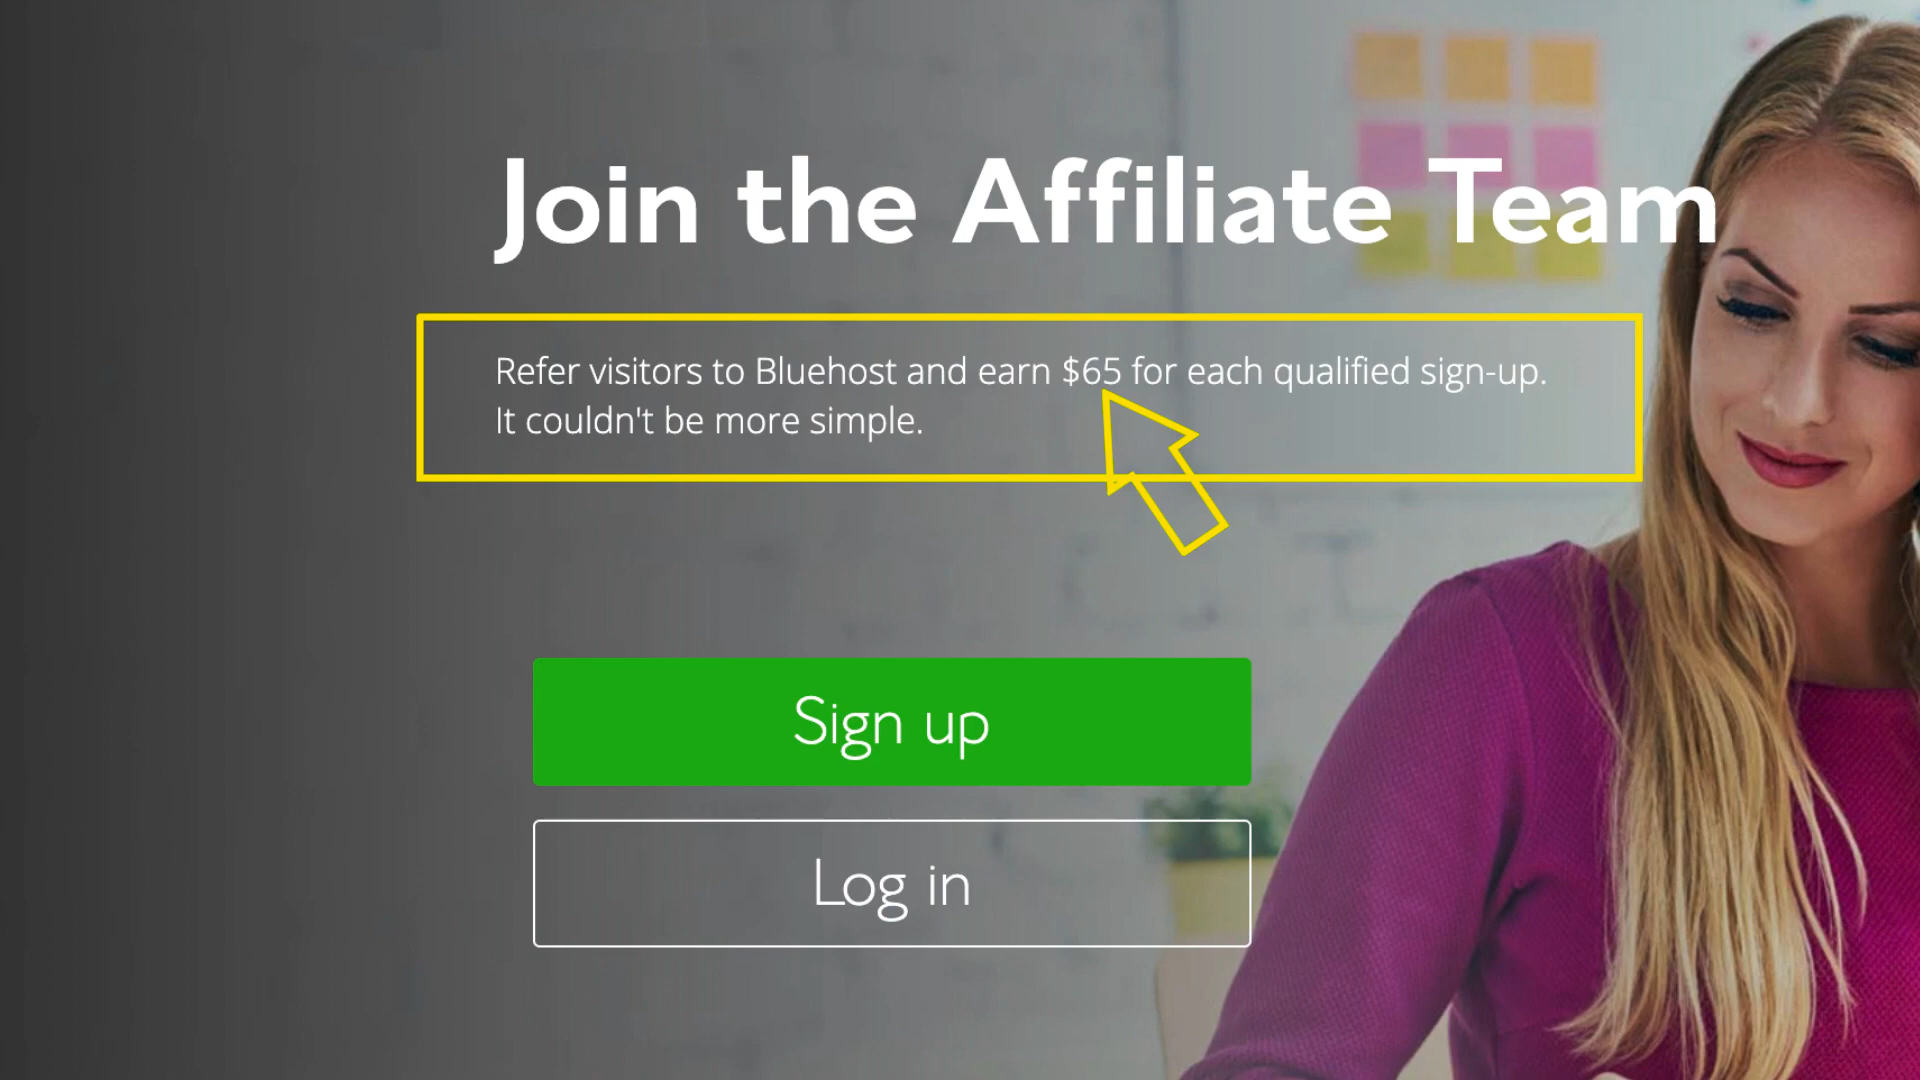 Join the Affiliate Team
Refer visitors to Bluehost and earn $65 for each qualified sign-up.
It couldn't be more simple.
Sign up
Log in